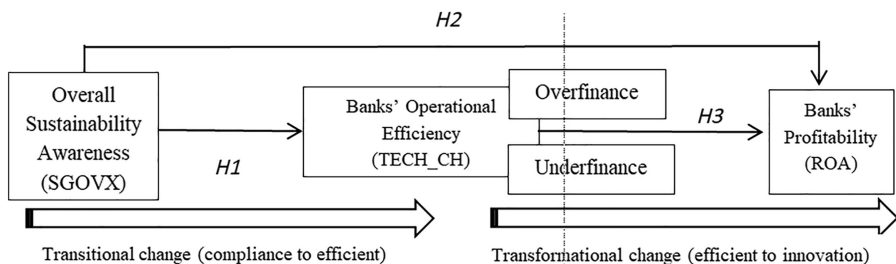 H2
Overall
Sustainability
Awareness
(SGOVX)
H1
Banks' Operational
Efficiency
(TECH_CH)
Overfinance
Underfinance
H3
Banks'
Profitability
(ROA)
Transitional change (compliance to efficient)
Transformational change (efficient to innovation)